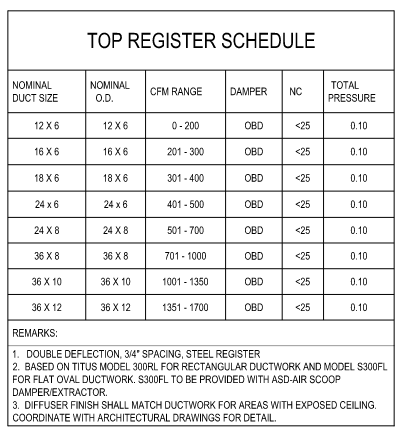 TOP REGISTER SCHEDULE
NOMINAL DUCT SIZE NOMINAL O.D. CFM RANGE DAMPER NC TOTAL PRESSURE
12 X 6 12 X 6 0 - 200 OBD <25 0.10
16 X 6 16 X 6 201 - 300 OBD <25 0.10
18 X 6 18 X 6 301 - 400 OBD <25 0.10
24 x 6 24 x 6 401 - 500 OBD <25 0.10
24 X 8 24 X 8 501 - 700 OBD <25 0.10
36 X 8 36 X 8 701 - 1000 OBD <25 0.10
36 X 10 36 X 10 1001 - 1350 OBD <25 0.10
36 X 12 36 X 12 1351 - 1700 OBD <25 0.10
REMARKS:
1. DOUBLE DEFLECTION, 3/4" SPACING, STEEL REGISTER
2. BASED ON TITUS MODEL 300RL FOR RECTANGULAR DUCTWORK AND MODEL S300FL
FOR FLAT OVAL DUCTWORK. S300FL TO BE PROVIDED WITH ASD-AIR SCOOP
DAMPER/EXTRACTOR.
3. DIFFUSER FINISH SHALL MATCH DUCTWORK FOR AREAS WITH EXPOSED CEILING.
COORDINATE WITH ARCHITECTURAL DRAWINGS FOR DETAIL.